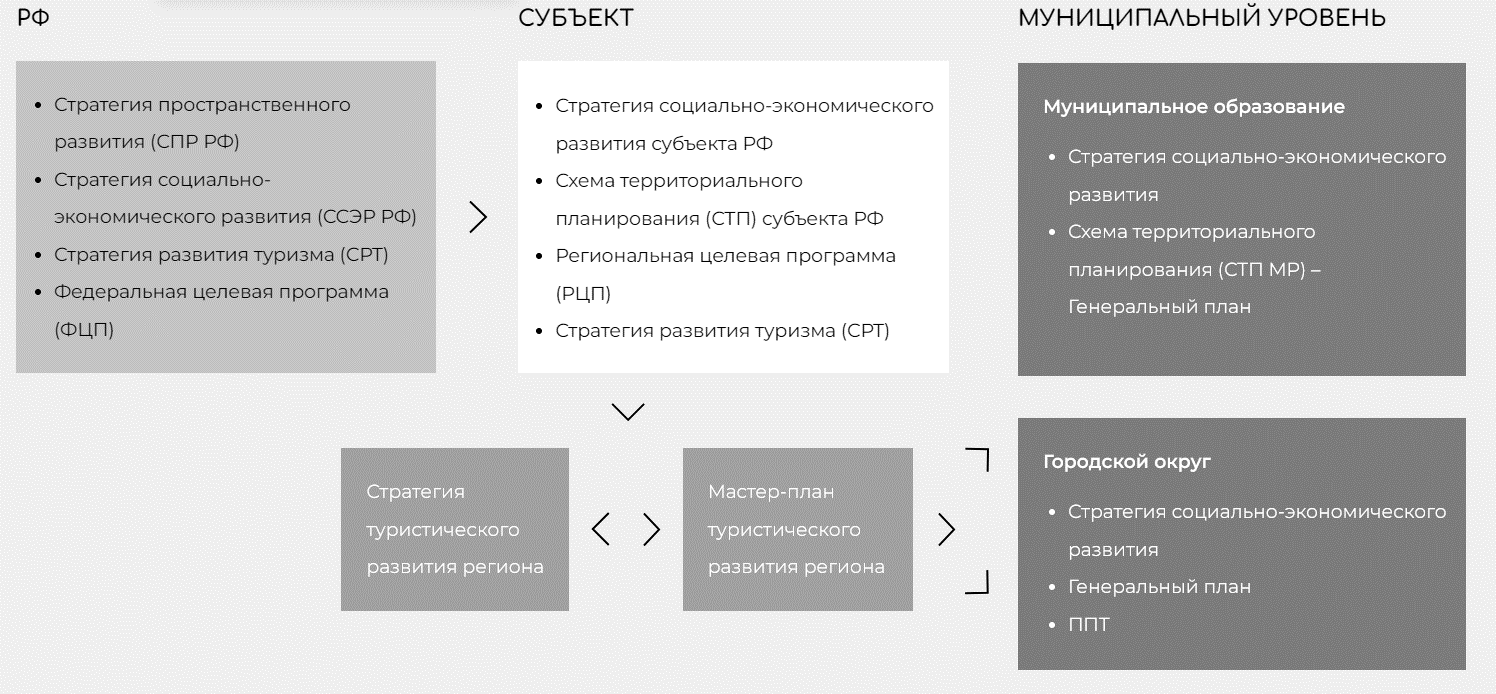 РФ
• Стратегия пространственного
развития (СПР РФ)
• Стратегия социально-
экономического развития (ССЭР РФ)
• Стратегия развития туризма (СРТ)
• Федеральная целевая программа
(ФЦП)
СУБЪЕКТ
• Стратегия социально-экономического
развития субъекта РФ
• Схема территориального
планирования (СТП) субъекта РФ
• Региональная целевая программа
(РЦП)
• Стратегия развития туризма (СРТ)
Стратегия
туристического
развития региона
Мастер-план
туристического
развития региона
МУНИЦИПАЛЬНЫЙ УРОВЕНЬ
Муниципальное образование
• Стратегия социально-экономического
развития
• Схема территориального
планирования (СТП МР) –
Генеральный план
Городской округ
• Стратегия социально-экономического
развития
• Генеральный план
• ППТ